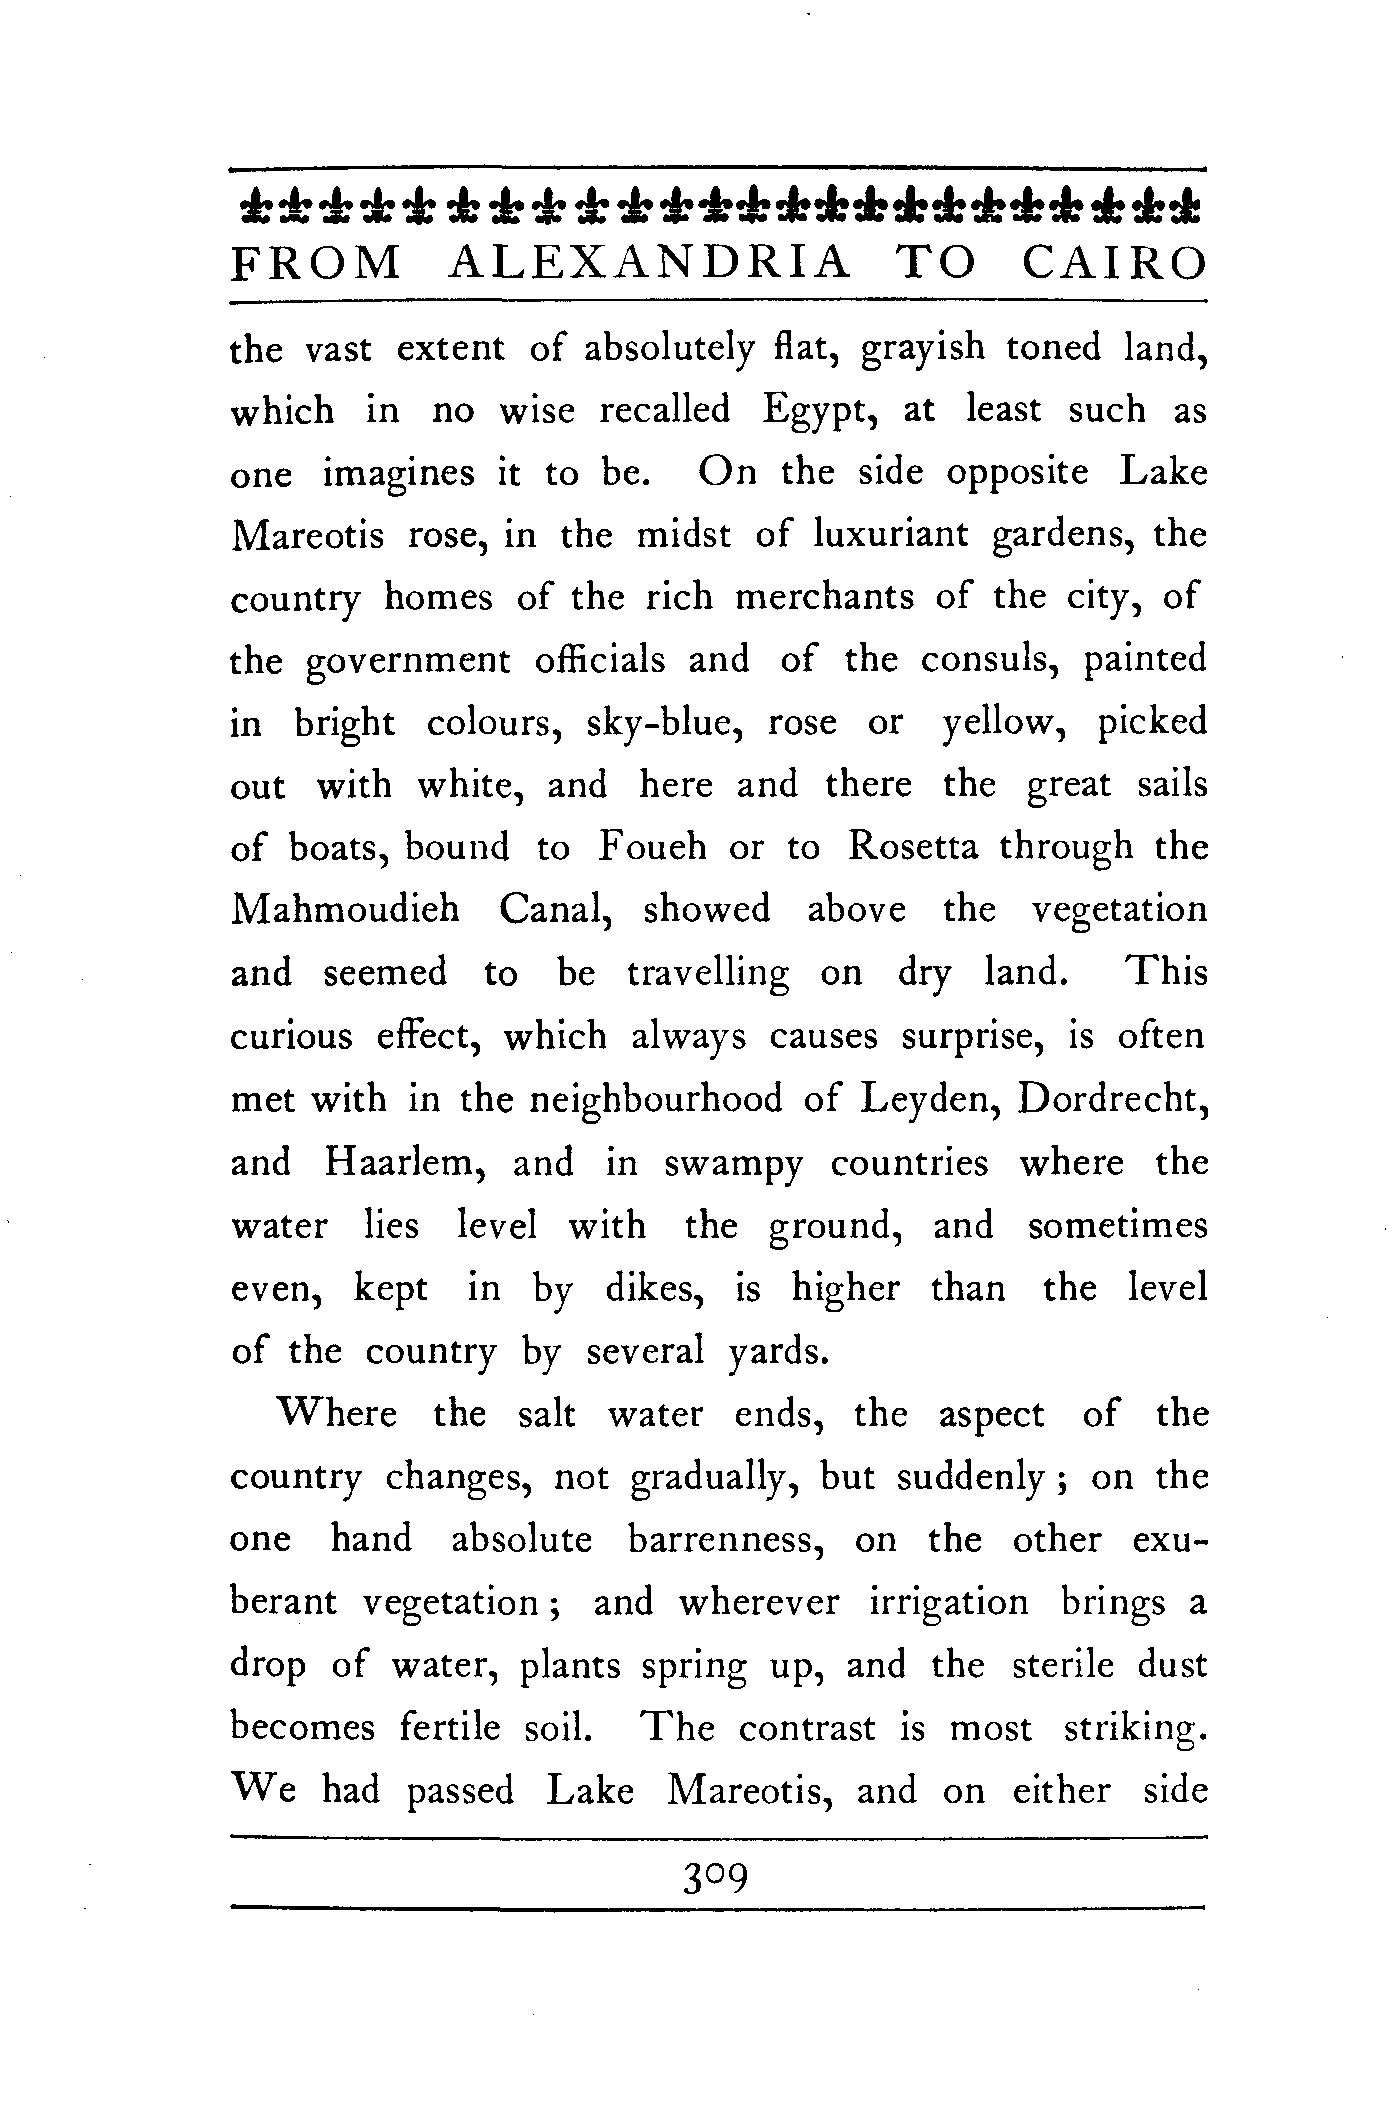 FROM ALEXANDRIA TO CAIRO
the vast extent of absolutely flat, grayish toned land,
which in no wise recalled Egypt, at least such as
one imagines it to be. On the side opposite Lake
Mareotis rose, in the midst of luxuriant gardens, the
country homes of the rich merchants of the city, of
the government officials and of the consuls, painted
in bright colours, sky-blue, rose or yellow, picked
out with white, and here and there the great sails
of boats, bound to Foueh or to Rosetta through the
Mahmoudieh Canal, showed above the vegetation
and seemed to be travelling on dry land. This
curious effect, which always causes surprise, is often
met with in the neighbourhood of Leyden, Dordrecht,
and Haarlem, and in swampy countries where the
water lies level with the ground, and sometimes
even, kept in by dikes, is higher than the level
of the country by several yards.
Where the salt water ends, the aspect of the
country changes, not gradually, but suddenly ; on the
one hand absolute barrenness, on the other exu-
berant vegetation ; and wherever irrigation brings a
drop of water, plants spring up, and the sterile dust
becomes fertile soil. The contrast is most striking.
We had passed Lake Mareotis, and on either side
309